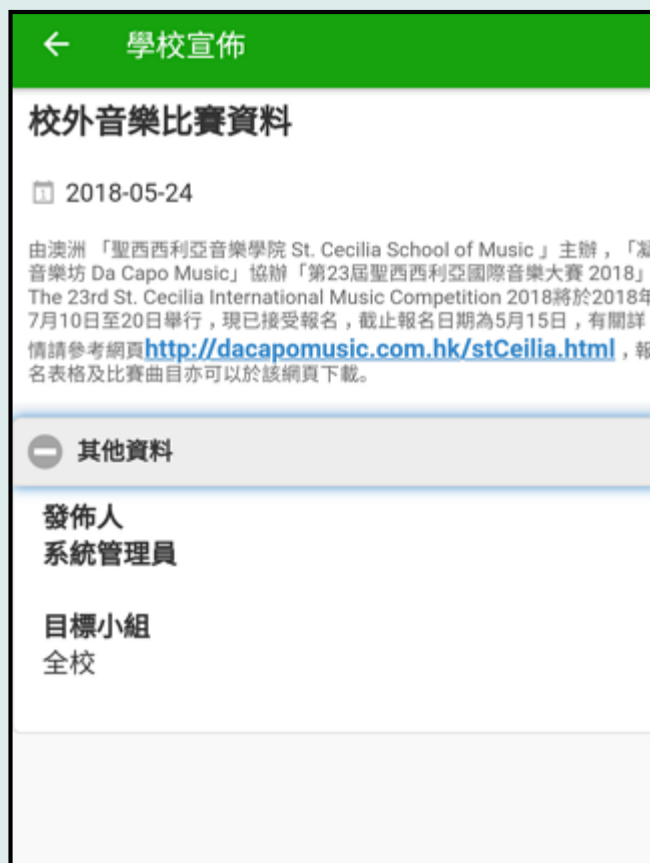 學校宣佈
校外音樂比賽資料
2018-05-24
由澳洲 「聖西西利亞音樂學院 St. Cecilia School of Music 」主辦，「凝
音樂坊 Da Capo Music」協辦「第23屆聖西西利亞國際音樂大賽 2018」
The 23rd St. Cecilia International Music Competition 2018將於2018年
7月10日至20日舉行，現已接受報名，截止報名日期為5月15日，有關詳
情請參考網頁http://dacapomusic.com.hk/stCeilia.html，報
名表格及比賽曲目亦可以於該網頁下載。
其他資料
發佈人
系統管理員
目標小組
全校